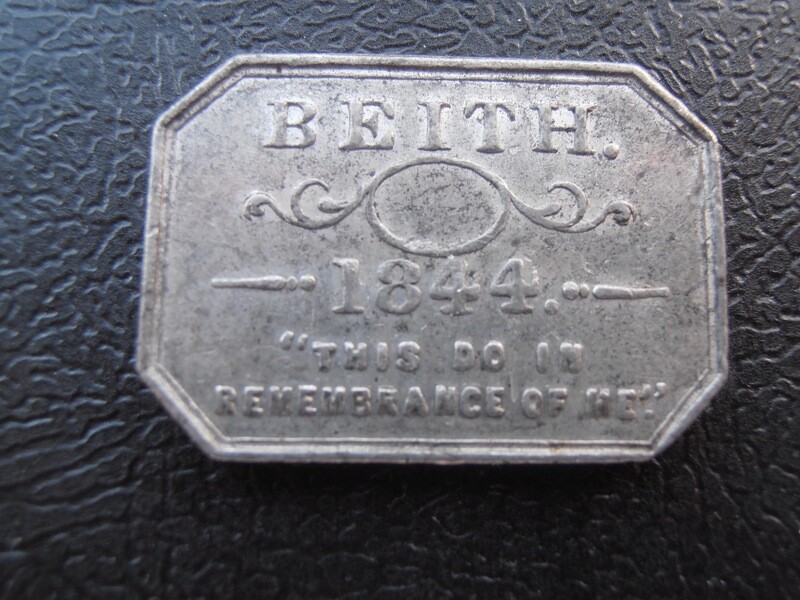 BEITH.
1844.
"THIS DO IN
REMEMBRANCE OF ME."